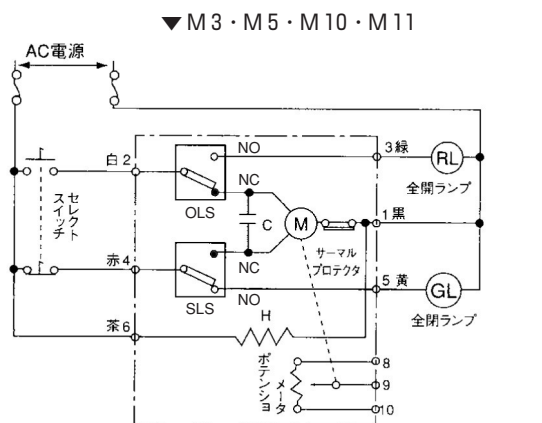 ▼M3・M5・M10・M11
AC電源
白2
NO
3緑
RL
全開ランプ
NC
OLS
セレクト
スイッチ
C
M
1黒
サーマル
プロテクタ
赤4
NC
NO
5黄
GL
SLS
全閉ランプ
茶6
H
ポテンショ
メータ
8
9
10